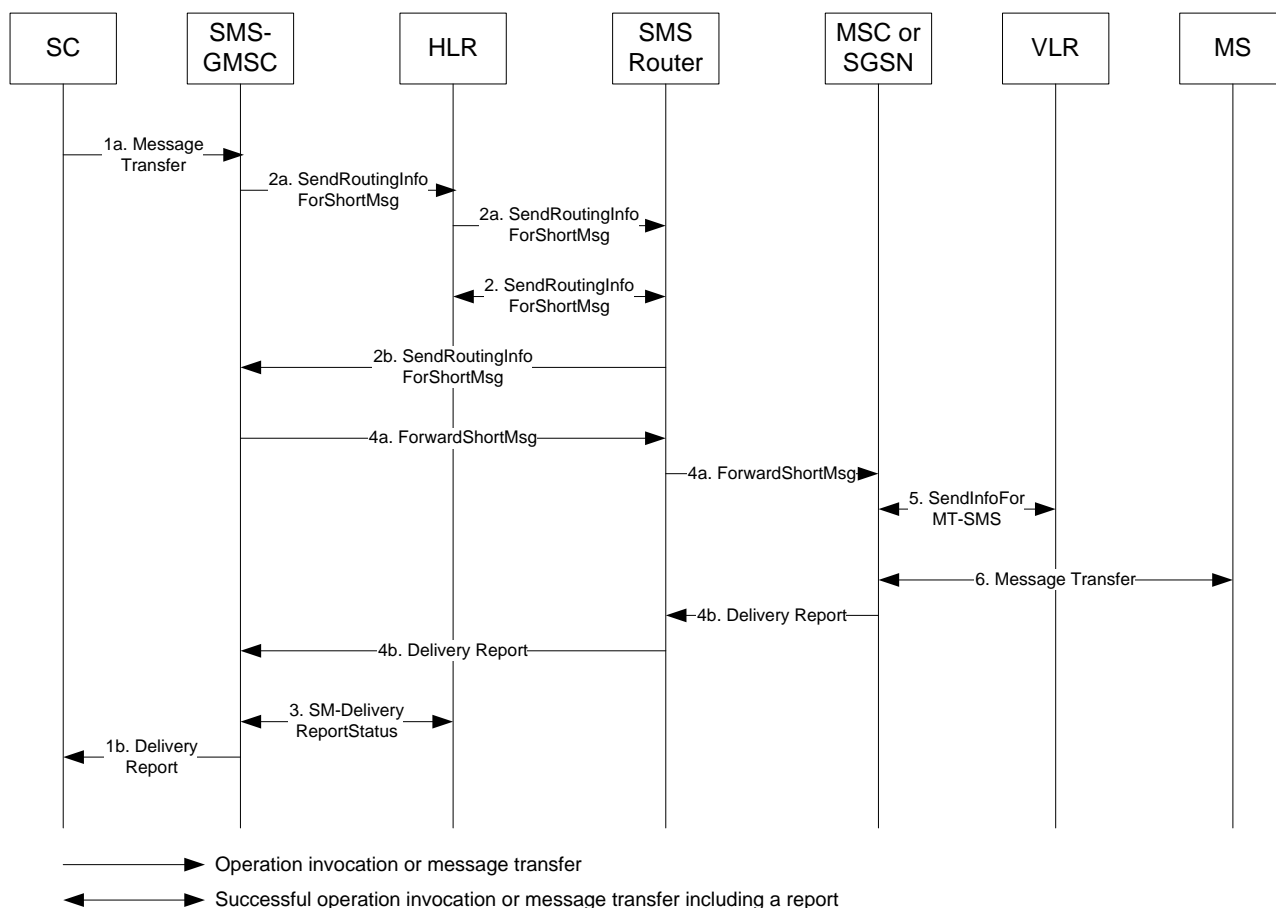 SC
SMS-
GMSC
HLR
SMS
Router
MSC or
SGSN
VLR
MS
1a. Message
Transfer
2a. SendRoutingInfo
ForShortMsg
2a. SendRoutingInfo
ForShortMsg
2. SendRoutingInfo
ForShortMsg
2b. SendRoutingInfo
ForShortMsg
4a. ForwardShortMsg
4a. ForwardShortMsg
5. SendInfoFor
MT-SMS
6. Message Transfer
4b. Delivery Report
4b. Delivery Report
3. SM-Delivery
ReportStatus
1b. Delivery
Report
Operation invocation or message transfer
Successful operation invocation or message transfer including a report